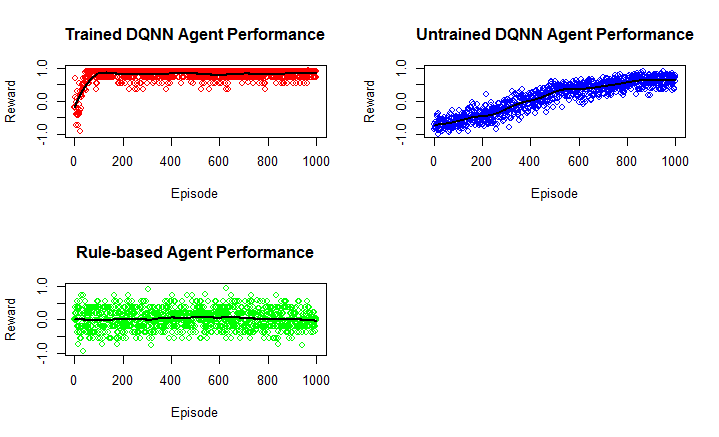 Trained DQNN Agent Performance
Reward
1.0
0.0
-1.0
0 200 400 600 800 1000
Episode
Untrained DQNN Agent Performance
Reward
1.0
0.0
-1.0
0 200 400 600 800 1000
Episode
Rule-based Agent Performance
Reward
1.0
0.0
-1.0
0 200 400 600 800 1000
Episode